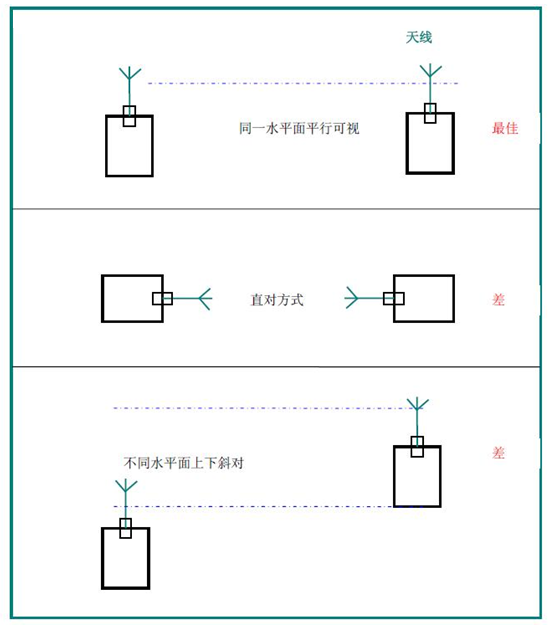 天线
同一水平面平行可视
最佳
直对方式
差
差
不同水平面上下斜对